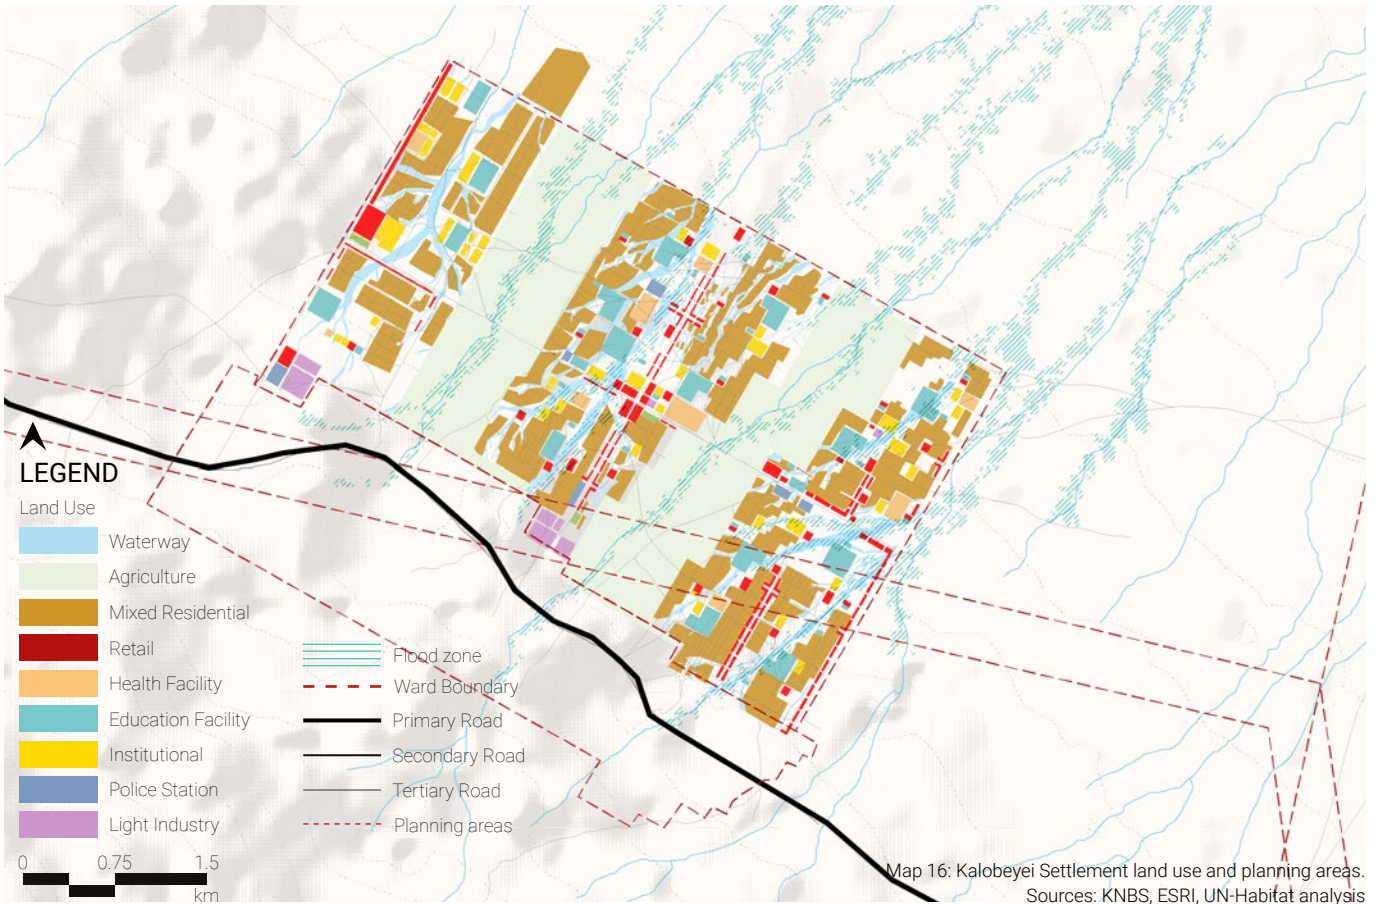 LEGEND
Land Use
Waterway
Agriculture
Mixed Residential
Retail
Health Facility
Education Facility
Institutional
Police Station
Light Industry
Flood zone
Ward Boundary
Primary Road
Secondary Road
Tertiary Road
Planning areas
0 0.75 1.5
km
Map 16: Kalobeyei Settlement land use and planning areas.
Sources: KNBS, ESRI, UN-Habitat analysis